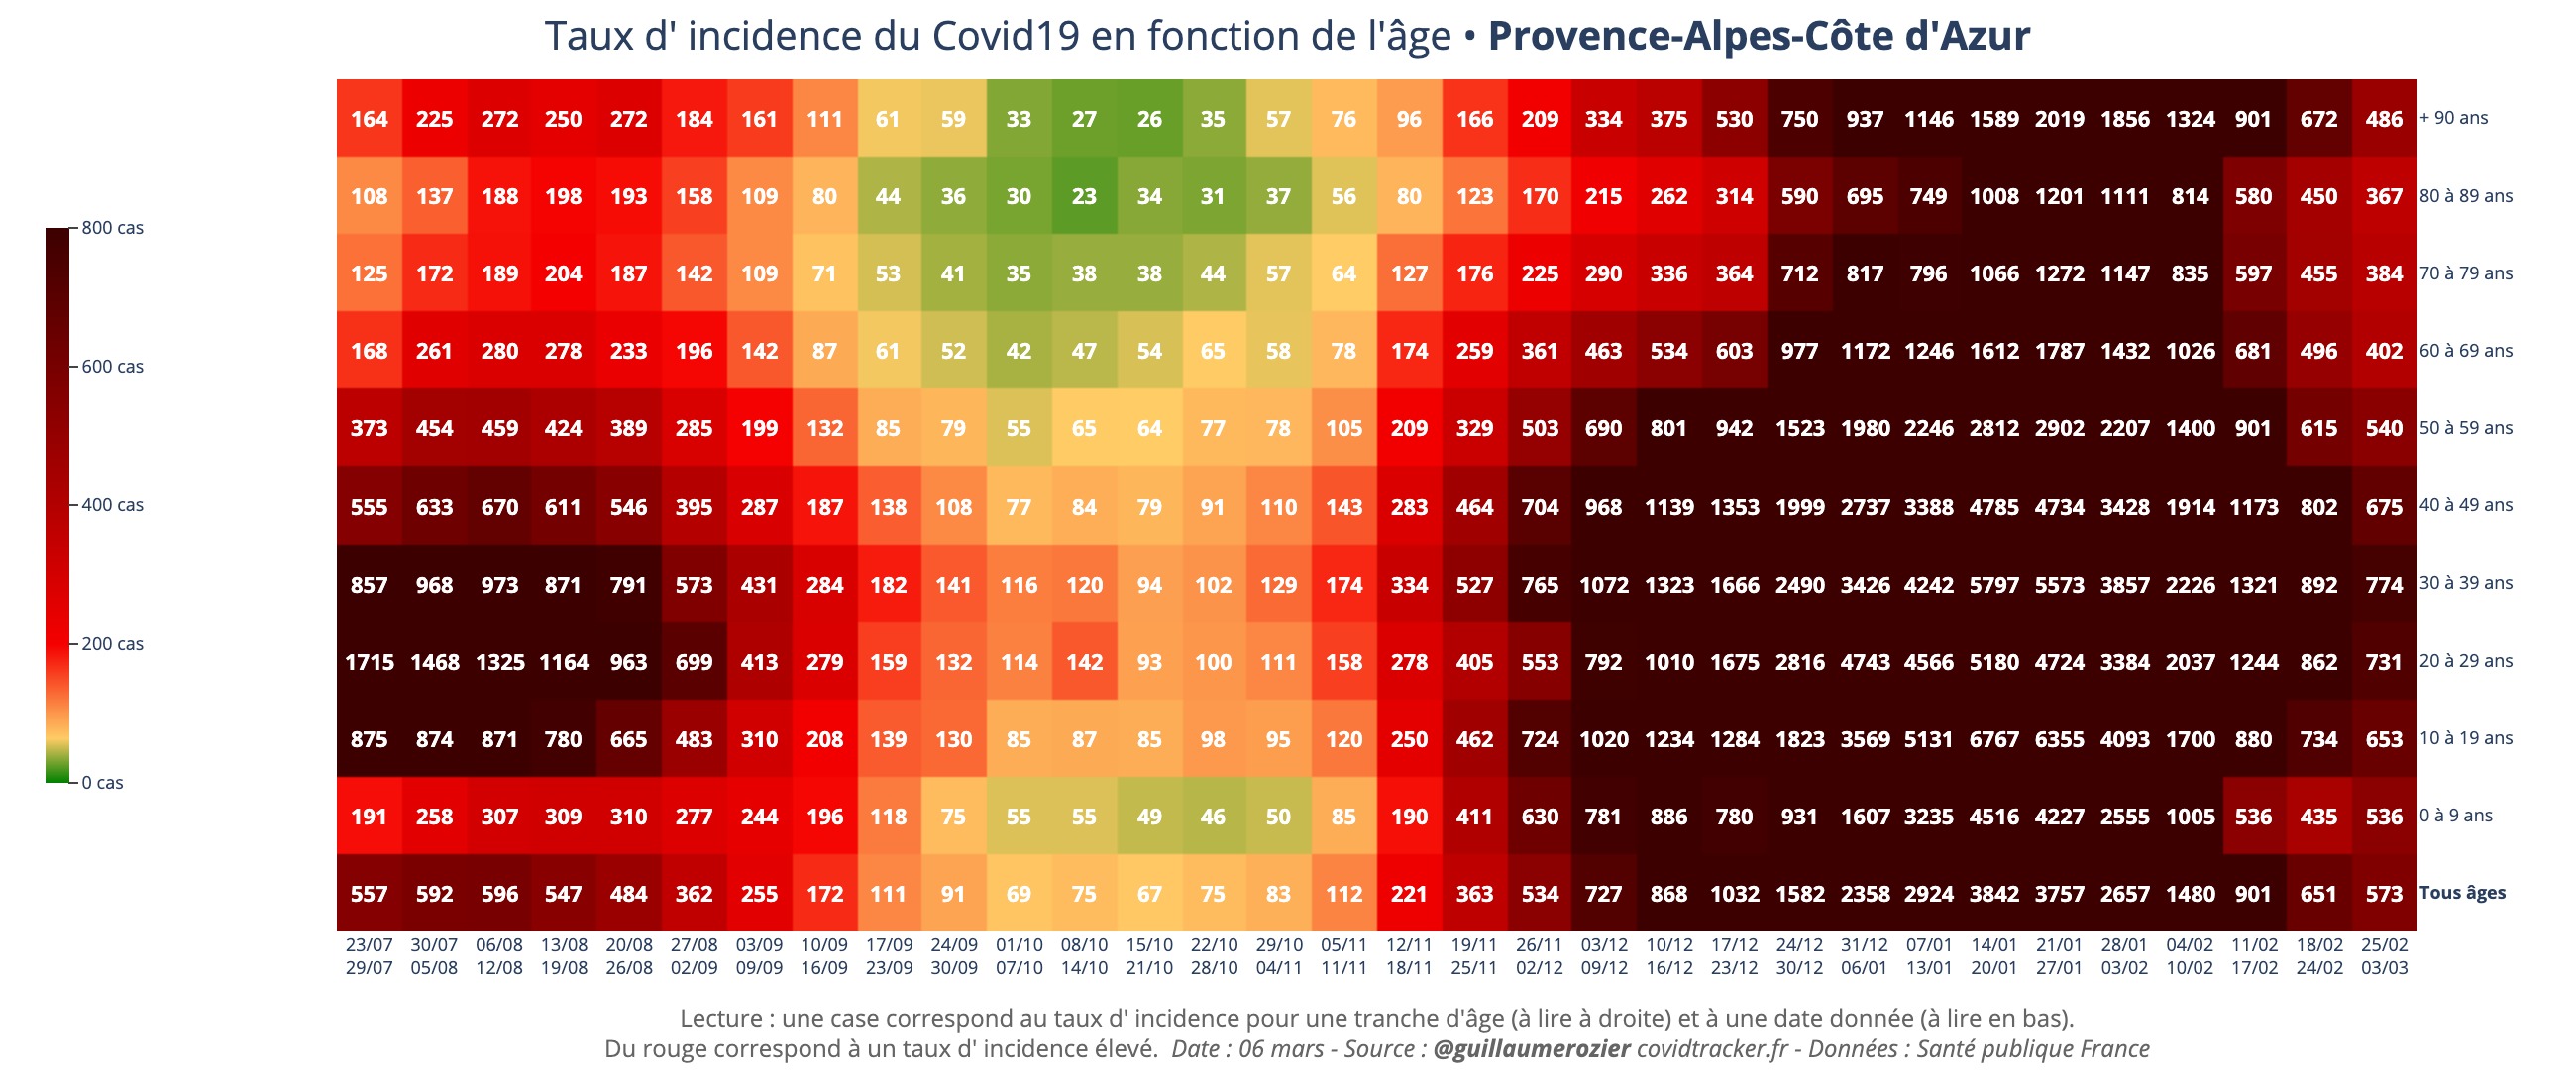 Taux d' incidence du Covid19 en fonction de l'âge • Provence-Alpes-Côte d'Azur
164 225 272 250 272 184 161 111 61 59 33 27 26 35 57 76 96 166 209 334 375 530 750 937 1146 1589 2019 1856 1324 901 672 486 + 90 ans
108 137 188 198 193 158 109 80 44 36 30 23 34 31 37 56 80 123 170 215 262 314 590 695 749 1008 1201 1111 814 580 450 367 80 à 89 ans
125 172 189 204 187 142 109 71 53 41 35 38 38 44 57 64 127 176 225 290 336 364 712 817 796 1066 1272 1147 835 597 455 384 70 à 79 ans
168 261 280 278 233 196 142 87 61 52 42 47 54 65 58 78 174 259 361 463 534 603 977 1172 1246 1612 1787 1432 1026 681 496 402 60 à 69 ans
373 454 459 424 389 285 199 132 85 79 55 65 64 77 78 105 209 329 503 690 801 942 1523 1980 2246 2812 2902 2207 1400 901 615 540 50 à 59 ans
555 633 670 611 546 395 287 187 138 108 77 84 79 91 110 143 283 464 704 968 1139 1353 1999 2737 3388 4785 4734 3428 1914 1173 802 675 40 à 49 ans
857 968 973 871 791 573 431 284 182 141 116 120 94 102 129 174 334 527 765 1072 1323 1666 2490 3426 4242 5797 5573 3857 2226 1321 892 774 30 à 39 ans
1715 1468 1325 1164 963 699 413 279 159 132 114 142 93 100 111 158 278 405 553 792 1010 1675 2816 4743 4566 5180 4724 3384 2037 1244 862 731 20 à 29 ans
875 874 871 780 665 483 310 208 139 130 85 87 85 98 95 120 250 462 724 1020 1234 1284 1823 3569 5131 6767 6355 4093 1700 880 734 653 10 à 19 ans
191 258 307 309 310 277 244 196 118 75 55 55 49 46 50 85 190 411 630 781 886 780 931 1607 3235 4516 4227 2555 1005 536 435 536 0 à 9 ans
557 592 596 547 484 362 255 172 111 91 69 75 67 75 83 112 221 363 534 727 868 1032 1582 2358 2924 3842 3757 2657 1480 901 651 573 Tous âges
23/07 30/07 06/08 13/08 20/08 27/08 03/09 10/09 17/09 24/09 01/10 08/10 15/10 22/10 29/10 05/11 12/11 19/11 26/11 03/12 10/12 17/12 24/12 31/12 07/01 14/01 21/01 28/01 04/02 11/02 18/02 25/02
29/07 05/08 12/08 19/08 26/08 02/09 09/09 16/09 23/09 30/09 07/10 14/10 21/10 28/10 04/11 11/11 18/11 25/11 02/12 09/12 16/12 23/12 30/12 06/01 13/01 20/01 27/01 03/02 10/02 17/02 24/02 03/03
800 cas
600 cas
400 cas
200 cas
0 cas
Lecture : une case correspond au taux d' incidence pour une tranche d'âge (à lire à droite) et à une date donnée (à lire en bas).
Du rouge correspond à un taux d' incidence élevé. Date : 06 mars - Source : @guillaumerozier covidtracker.fr - Données : Santé publique France